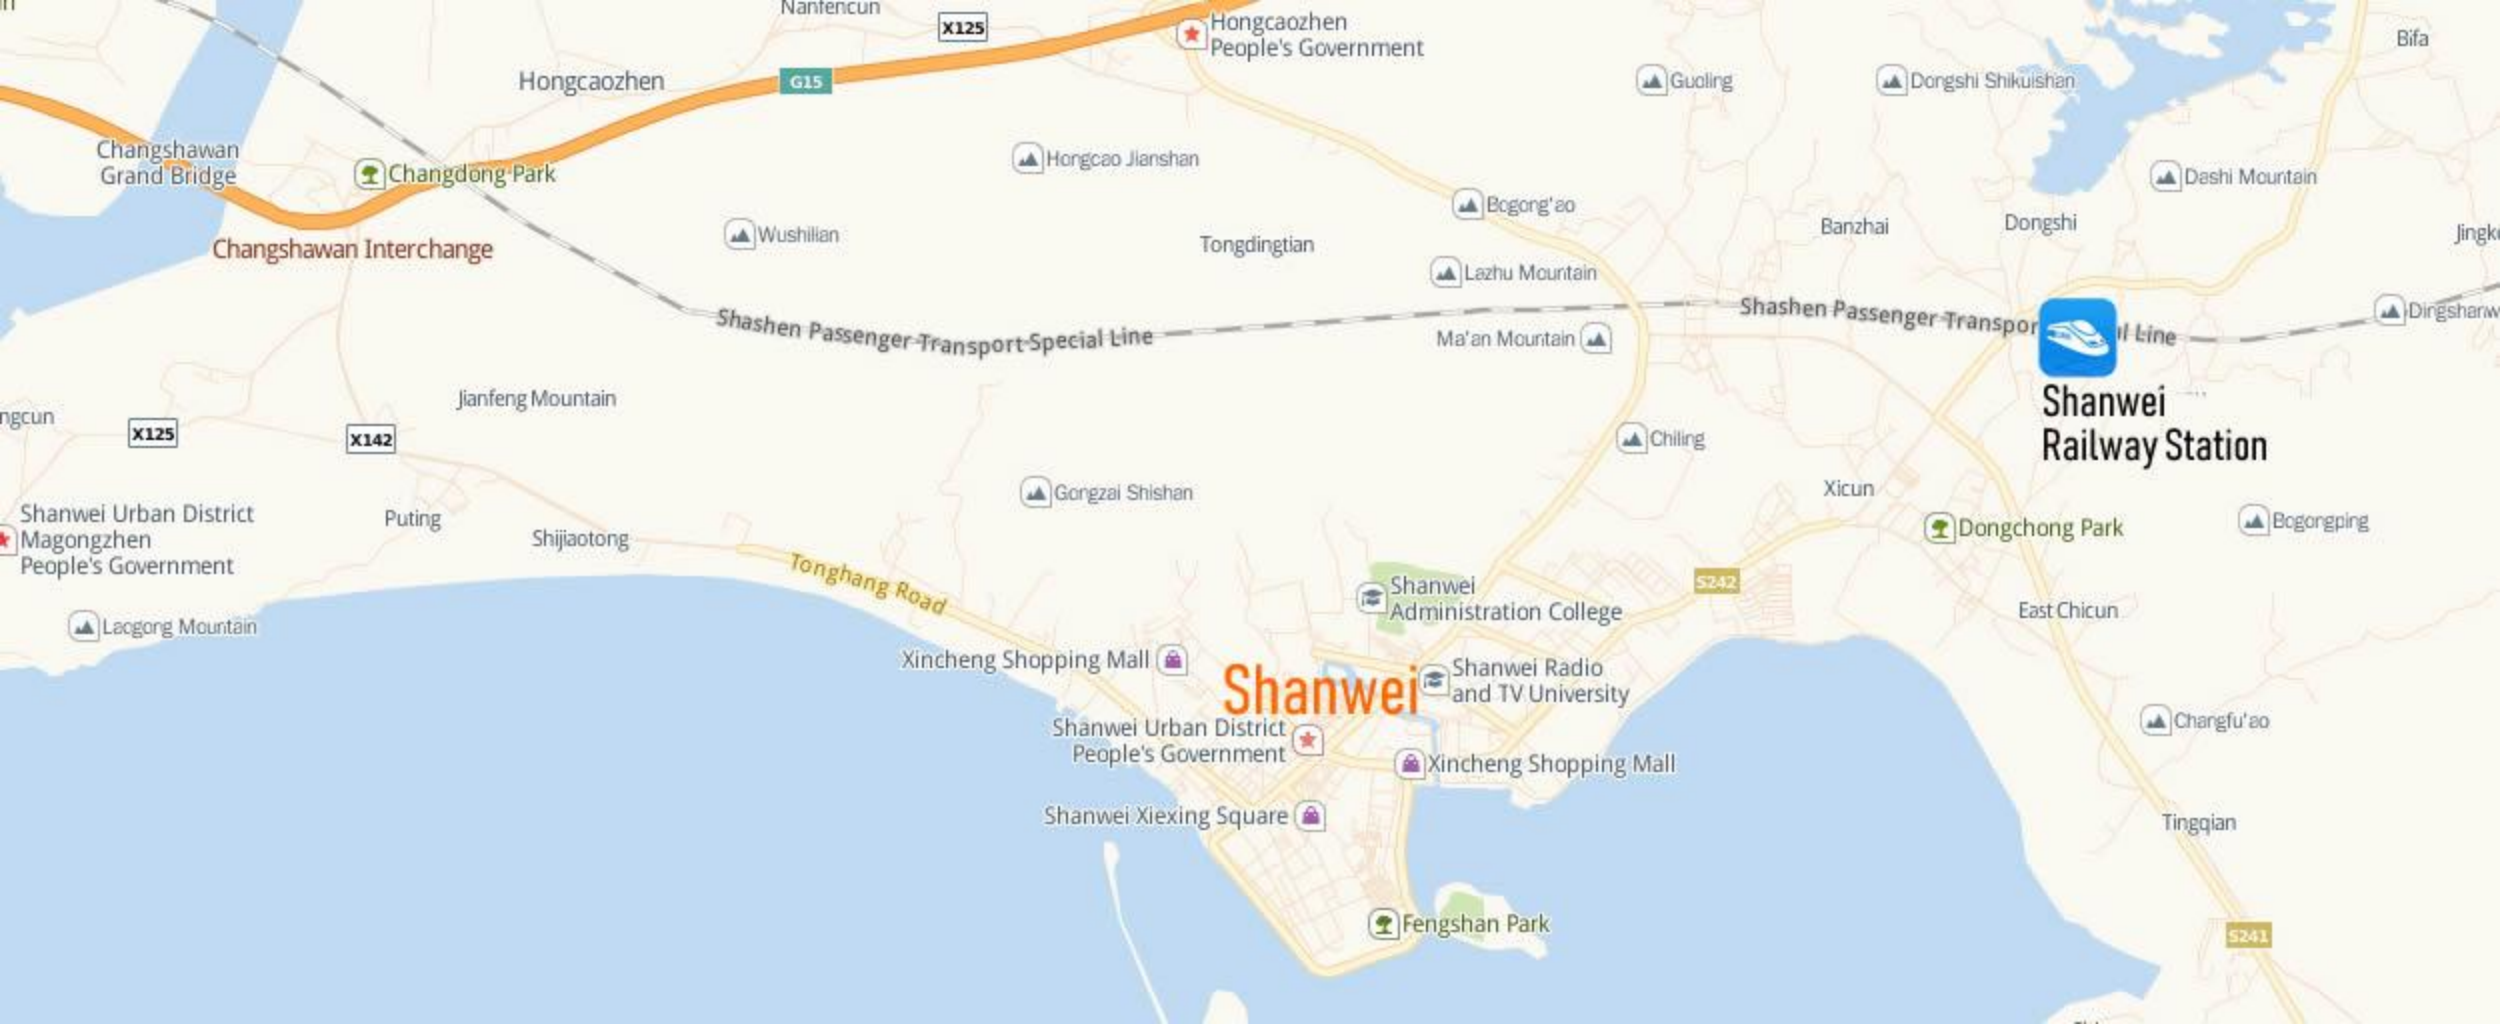 Nanfencun
X125
Hongcaozhen
People's Government
Bifa
Hongcaozhen
G15
Guoling
Dongshi Shikuishan
Changshawan
Grand Bridge
Changdong Park
Hongcao Jianshan
Dashi Mountain
Bogong'ao
Wushilian
Tongdingtian
Banzhai
Dongshi
Changshawan Interchange
Lazhu Mountain
Shashen Passenger Transport Special Line
Ma'an Mountain
Shashen Passenger Transpor
l Line
Shanwei
Railway Station
Jianfeng Mountain
ngcun
X125
X142
Chiling
Gongzai Shishan
Xicun
Shanwei Urban District
Magongzhen
People's Government
Puting
Shijiaotong
Dongchong Park
Bogongping
Tonghang Road
Shanwei
Administration College
S242
East Chicun
Laogong Mountain
Xincheng Shopping Mall
Shanwei
Shanwei Radio
and TV University
Changfu'ao
Shanwei Urban District
People's Government
Xincheng Shopping Mall
Shanwei Xiexing Square
Tingqian
Fengshan Park
S241